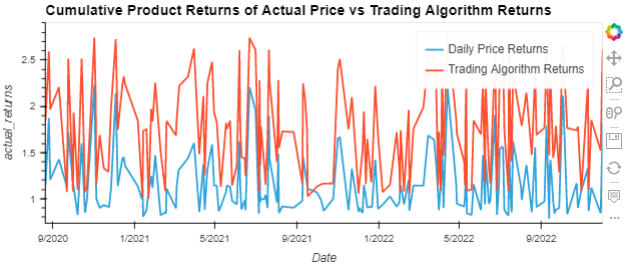 Cumulative Product Returns of Actual Price vs Trading Algorithm Returns
Daily Price Returns
Trading Algorithm Returns
actual_returns
2.5
2
1.5
1
9/2020 1/2021 5/2021 9/2021 1/2022 5/2022 9/2022
Date